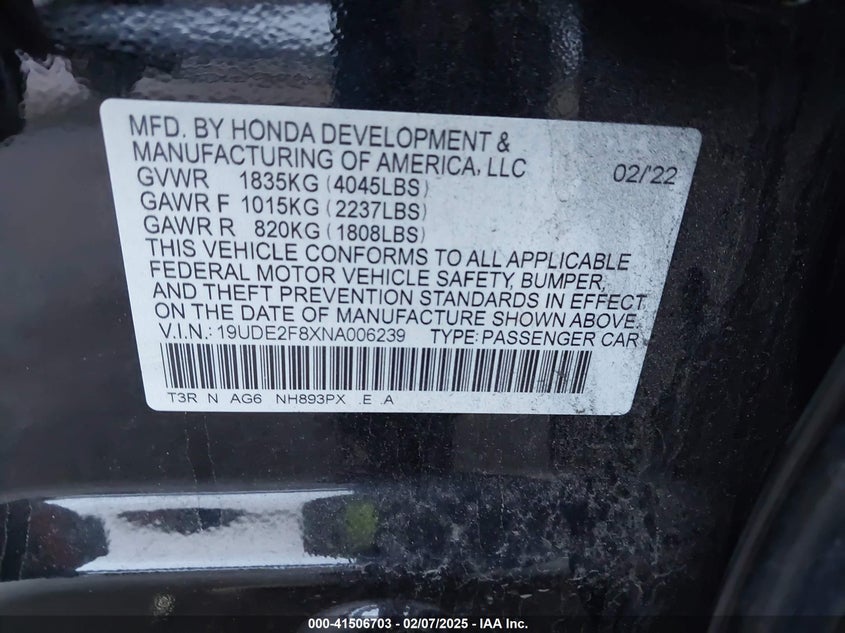 MFD. BY HONDA DEVELOPMENT &
MANUFACTURING OF AMERICA, LLC 02/'22
GVWR 1835KG (4045LBS)
GAWR F 1015KG (2237LBS)
GAWR R 820KG (1808LBS)
THIS VEHICLE CONFORMS TO ALL APPLICABLE
FEDERAL MOTOR VEHICLE SAFETY, BUMPER,
AND THEFT PREVENTION STANDARDS IN EFFECT
ON THE DATE OF MANUFACTURE SHOWN ABOVE.
V.I.N.: 19UDE2F8XNA006239 TYPE: PASSENGER CAR
T3R N AG6 NH893PX .E .A
000-41506703 — 02/07/2025 — IAA Inc.